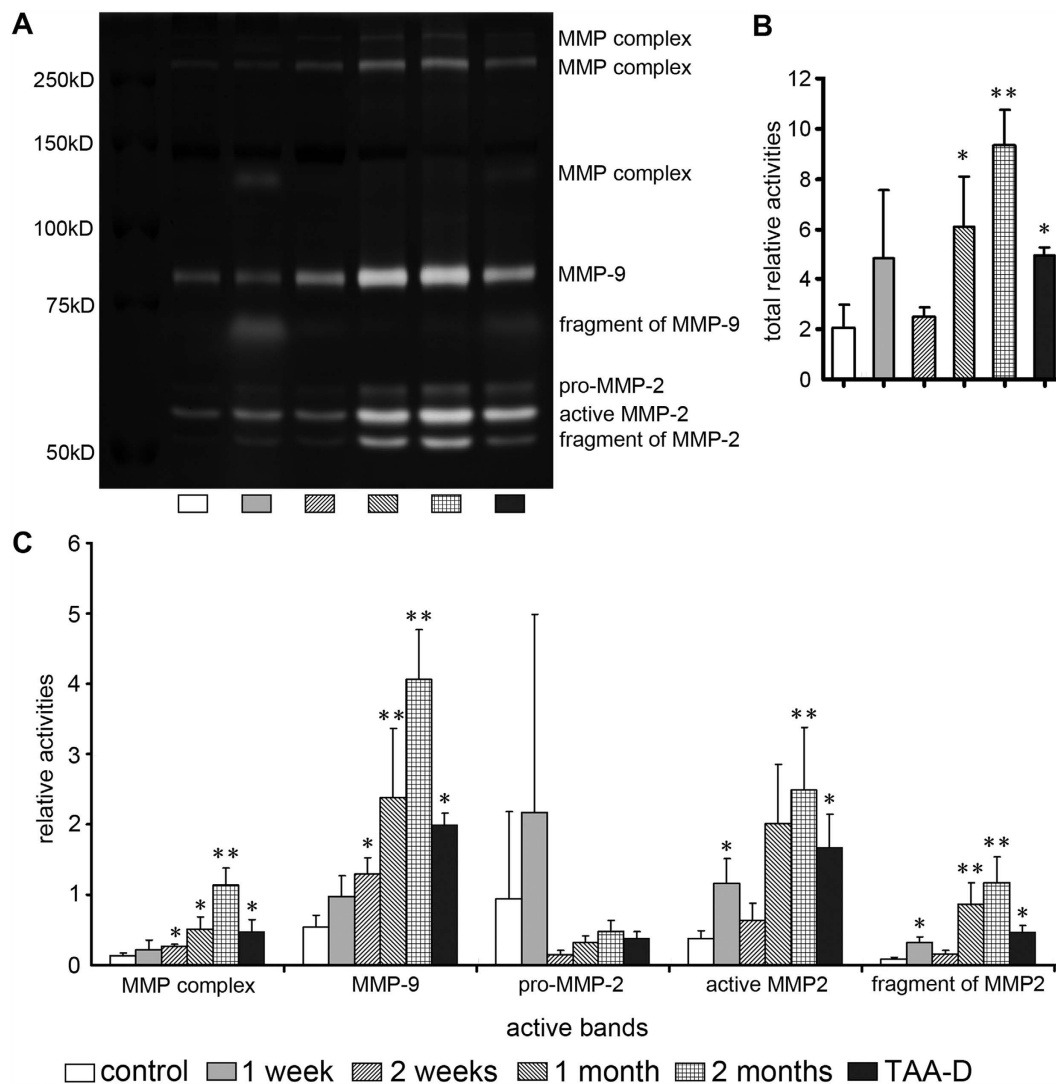 A
MMP complex
MMP complex
250kD
150kD
MMP complex
100kD
MMP-9
75kD
fragment of MMP-9
pro-MMP-2
active MMP-2
fragment of MMP-2
50kD
B
total relative activities
12
10
8
6
4
2
0
*
**
*
C
relative activities
6
5
4
3
2
1
0
*
*
**
*
*
**
**
*
*
**
*
*
**
**
*
MMP complex MMP-9 pro-MMP-2 active MMP2 fragment of MMP2
active bands
control 1 week 2 weeks 1 month 2 months TAA-D